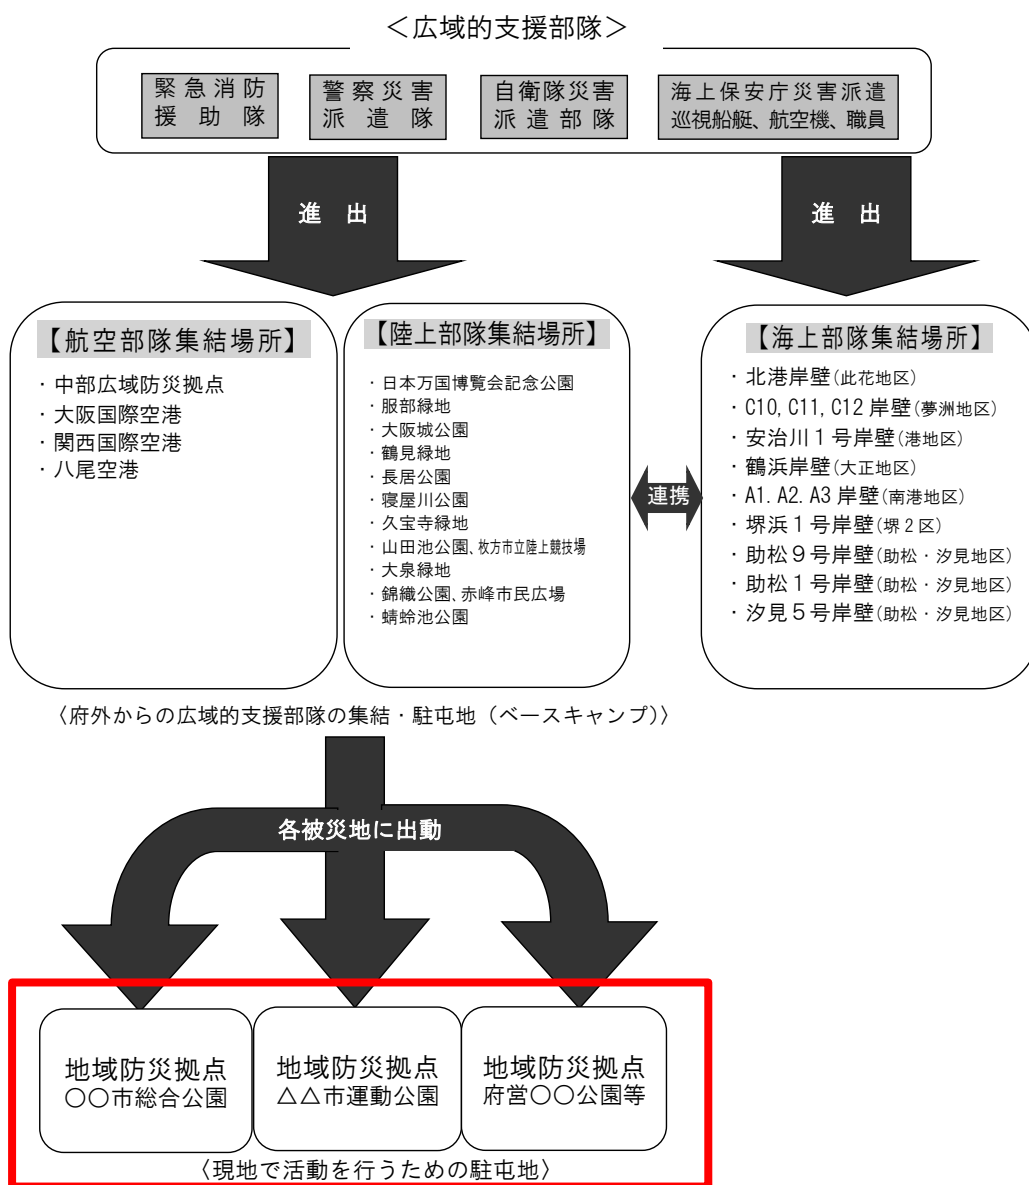 ＜広域的支援部隊＞
緊急消防
援助隊
警察災害
派遣隊
自衛隊災害
派遣部隊
海上保安庁災害派遣
巡視船艇、航空機、職員
進 出
進 出
【航空部隊集結場所】
・中部広域防災拠点
・大阪国際空港
・関西国際空港
・八尾空港
【陸上部隊集結場所】
・日本万国博覧会記念公園
・服部緑地
・大阪城公園
・鶴見緑地
・長居公園
・寝屋川公園
・久宝寺緑地
・山田池公園、枚方市立陸上競技場
・大泉緑地
・錦織公園、赤峰市民広場
・蜻蛉池公園
連携
【海上部隊集結場所】
・北港岸壁(此花地区)
・C10, C11, C12 岸壁(夢洲地区)
・安治川１号岸壁(港地区)
・鶴浜岸壁(大正地区)
・A1. A2. A3 岸壁(南港地区)
・堺浜１号岸壁(堺２区)
・助松９号岸壁(助松・汐見地区)
・助松１号岸壁(助松・汐見地区)
・汐見５号岸壁(助松・汐見地区)
〈府外からの広域的支援部隊の集結・駐屯地（ベースキャンプ）〉
各被災地に出動
地域防災拠点
〇〇市総合公園
地域防災拠点
△△市運動公園
地域防災拠点
府営〇〇公園等
〈現地で活動を行うための駐屯地〉